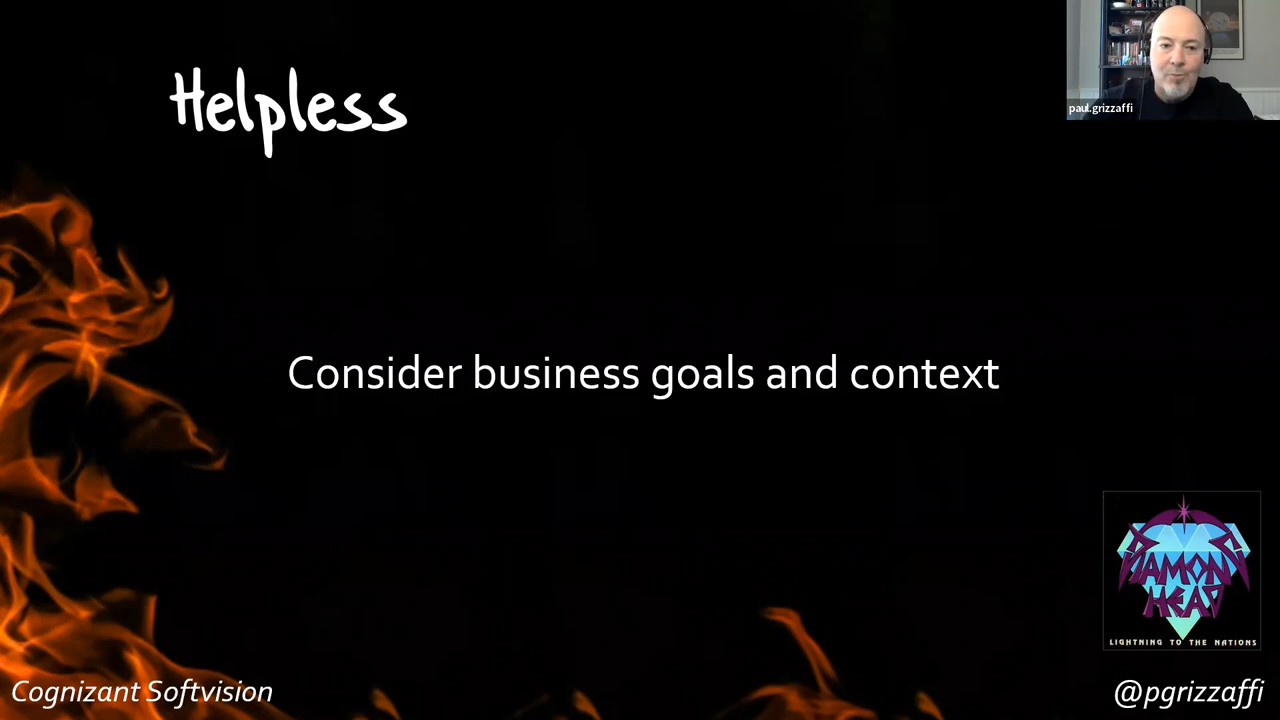 Helpless
paul.grizzaffi
Consider business goals and context
DIAMOND
HEAD
LIGHTNING TO THE NATIONS
Cognizant Softvision
@pgrizzaffi